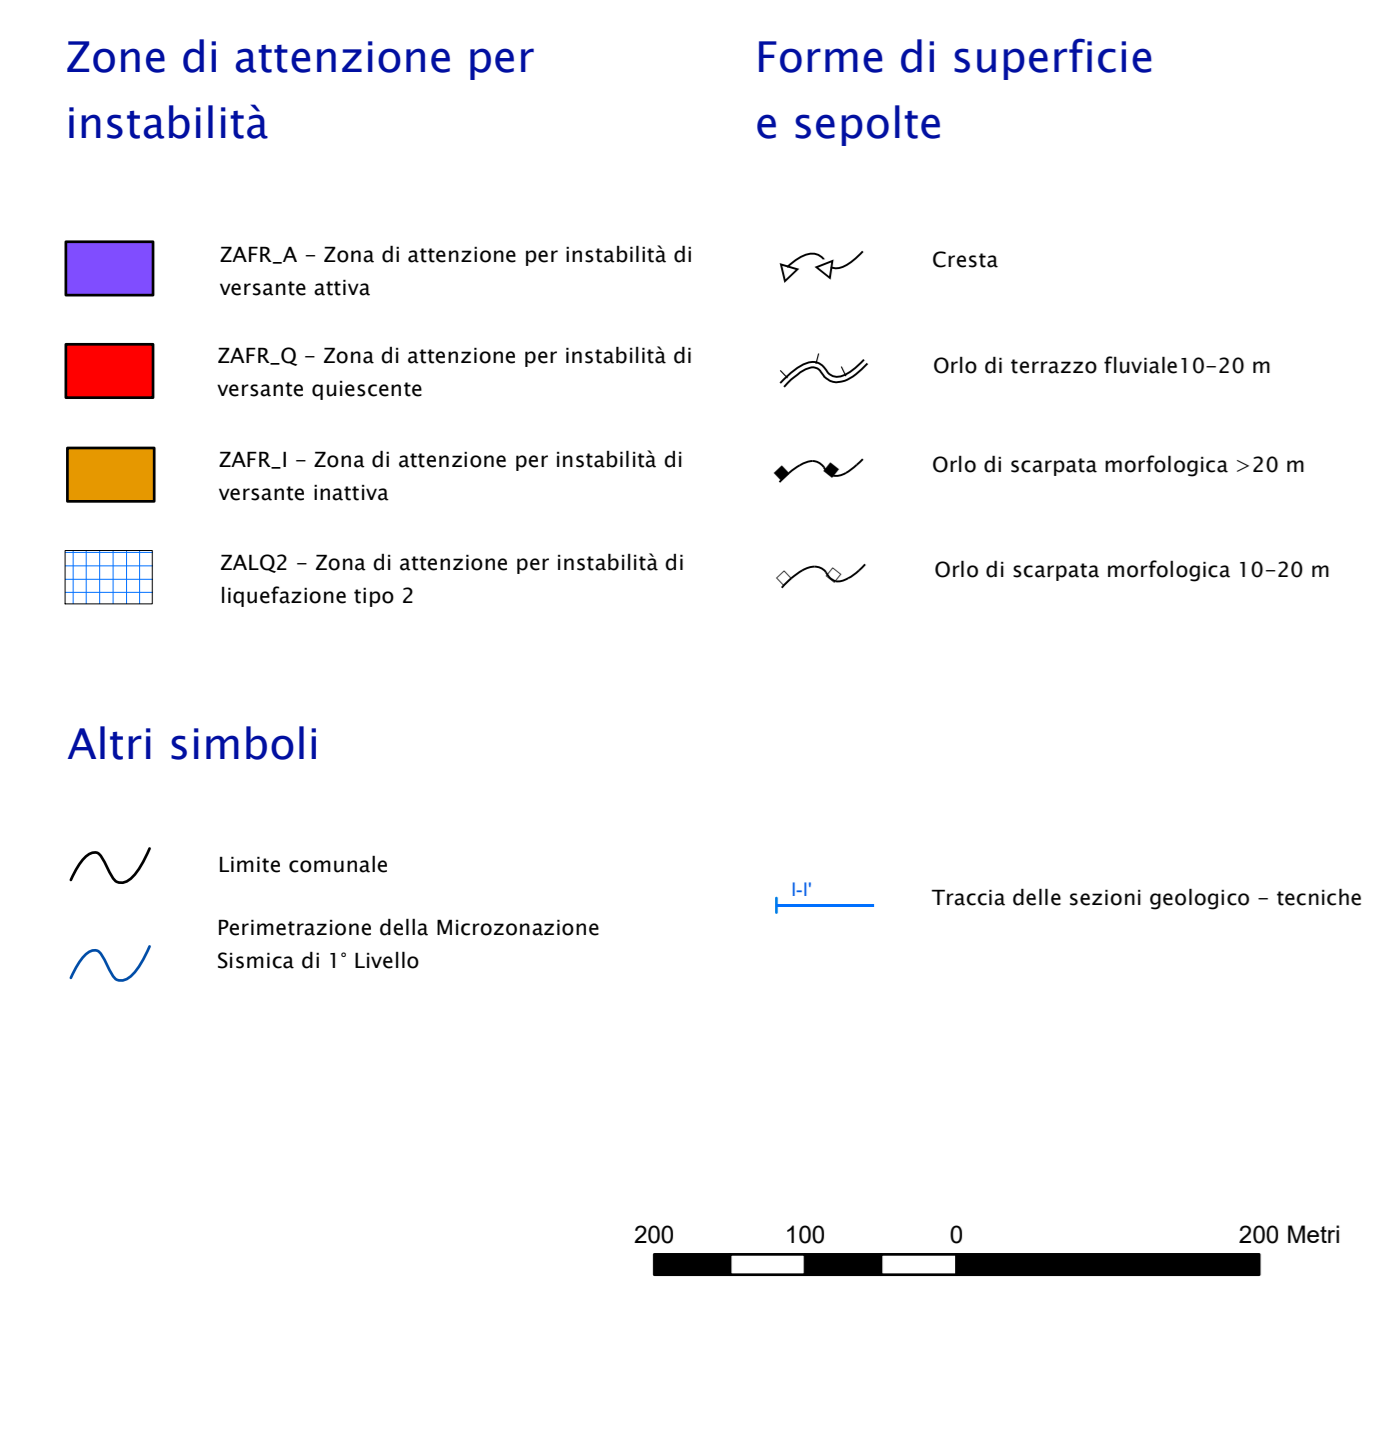 Zone di attenzione per
instabilità
ZAFR_A – Zona di attenzione per instabilità di
versante attiva
ZAFR_Q – Zona di attenzione per instabilità di
versante quiescente
ZAFR_I – Zona di attenzione per instabilità di
versante inattiva
ZALQ2 – Zona di attenzione per instabilità di
liquefazione tipo 2
Forme di superficie
e sepolte
Cresta
Orlo di terrazzo fluviale10–20 m
Orlo di scarpata morfologica >20 m
Orlo di scarpata morfologica 10–20 m
Altri simboli
Limite comunale
Perimetrazione della Microzonazione
Sismica di 1° Livello
I-I'
Traccia delle sezioni geologico – tecniche
200 100 0 200 Metri